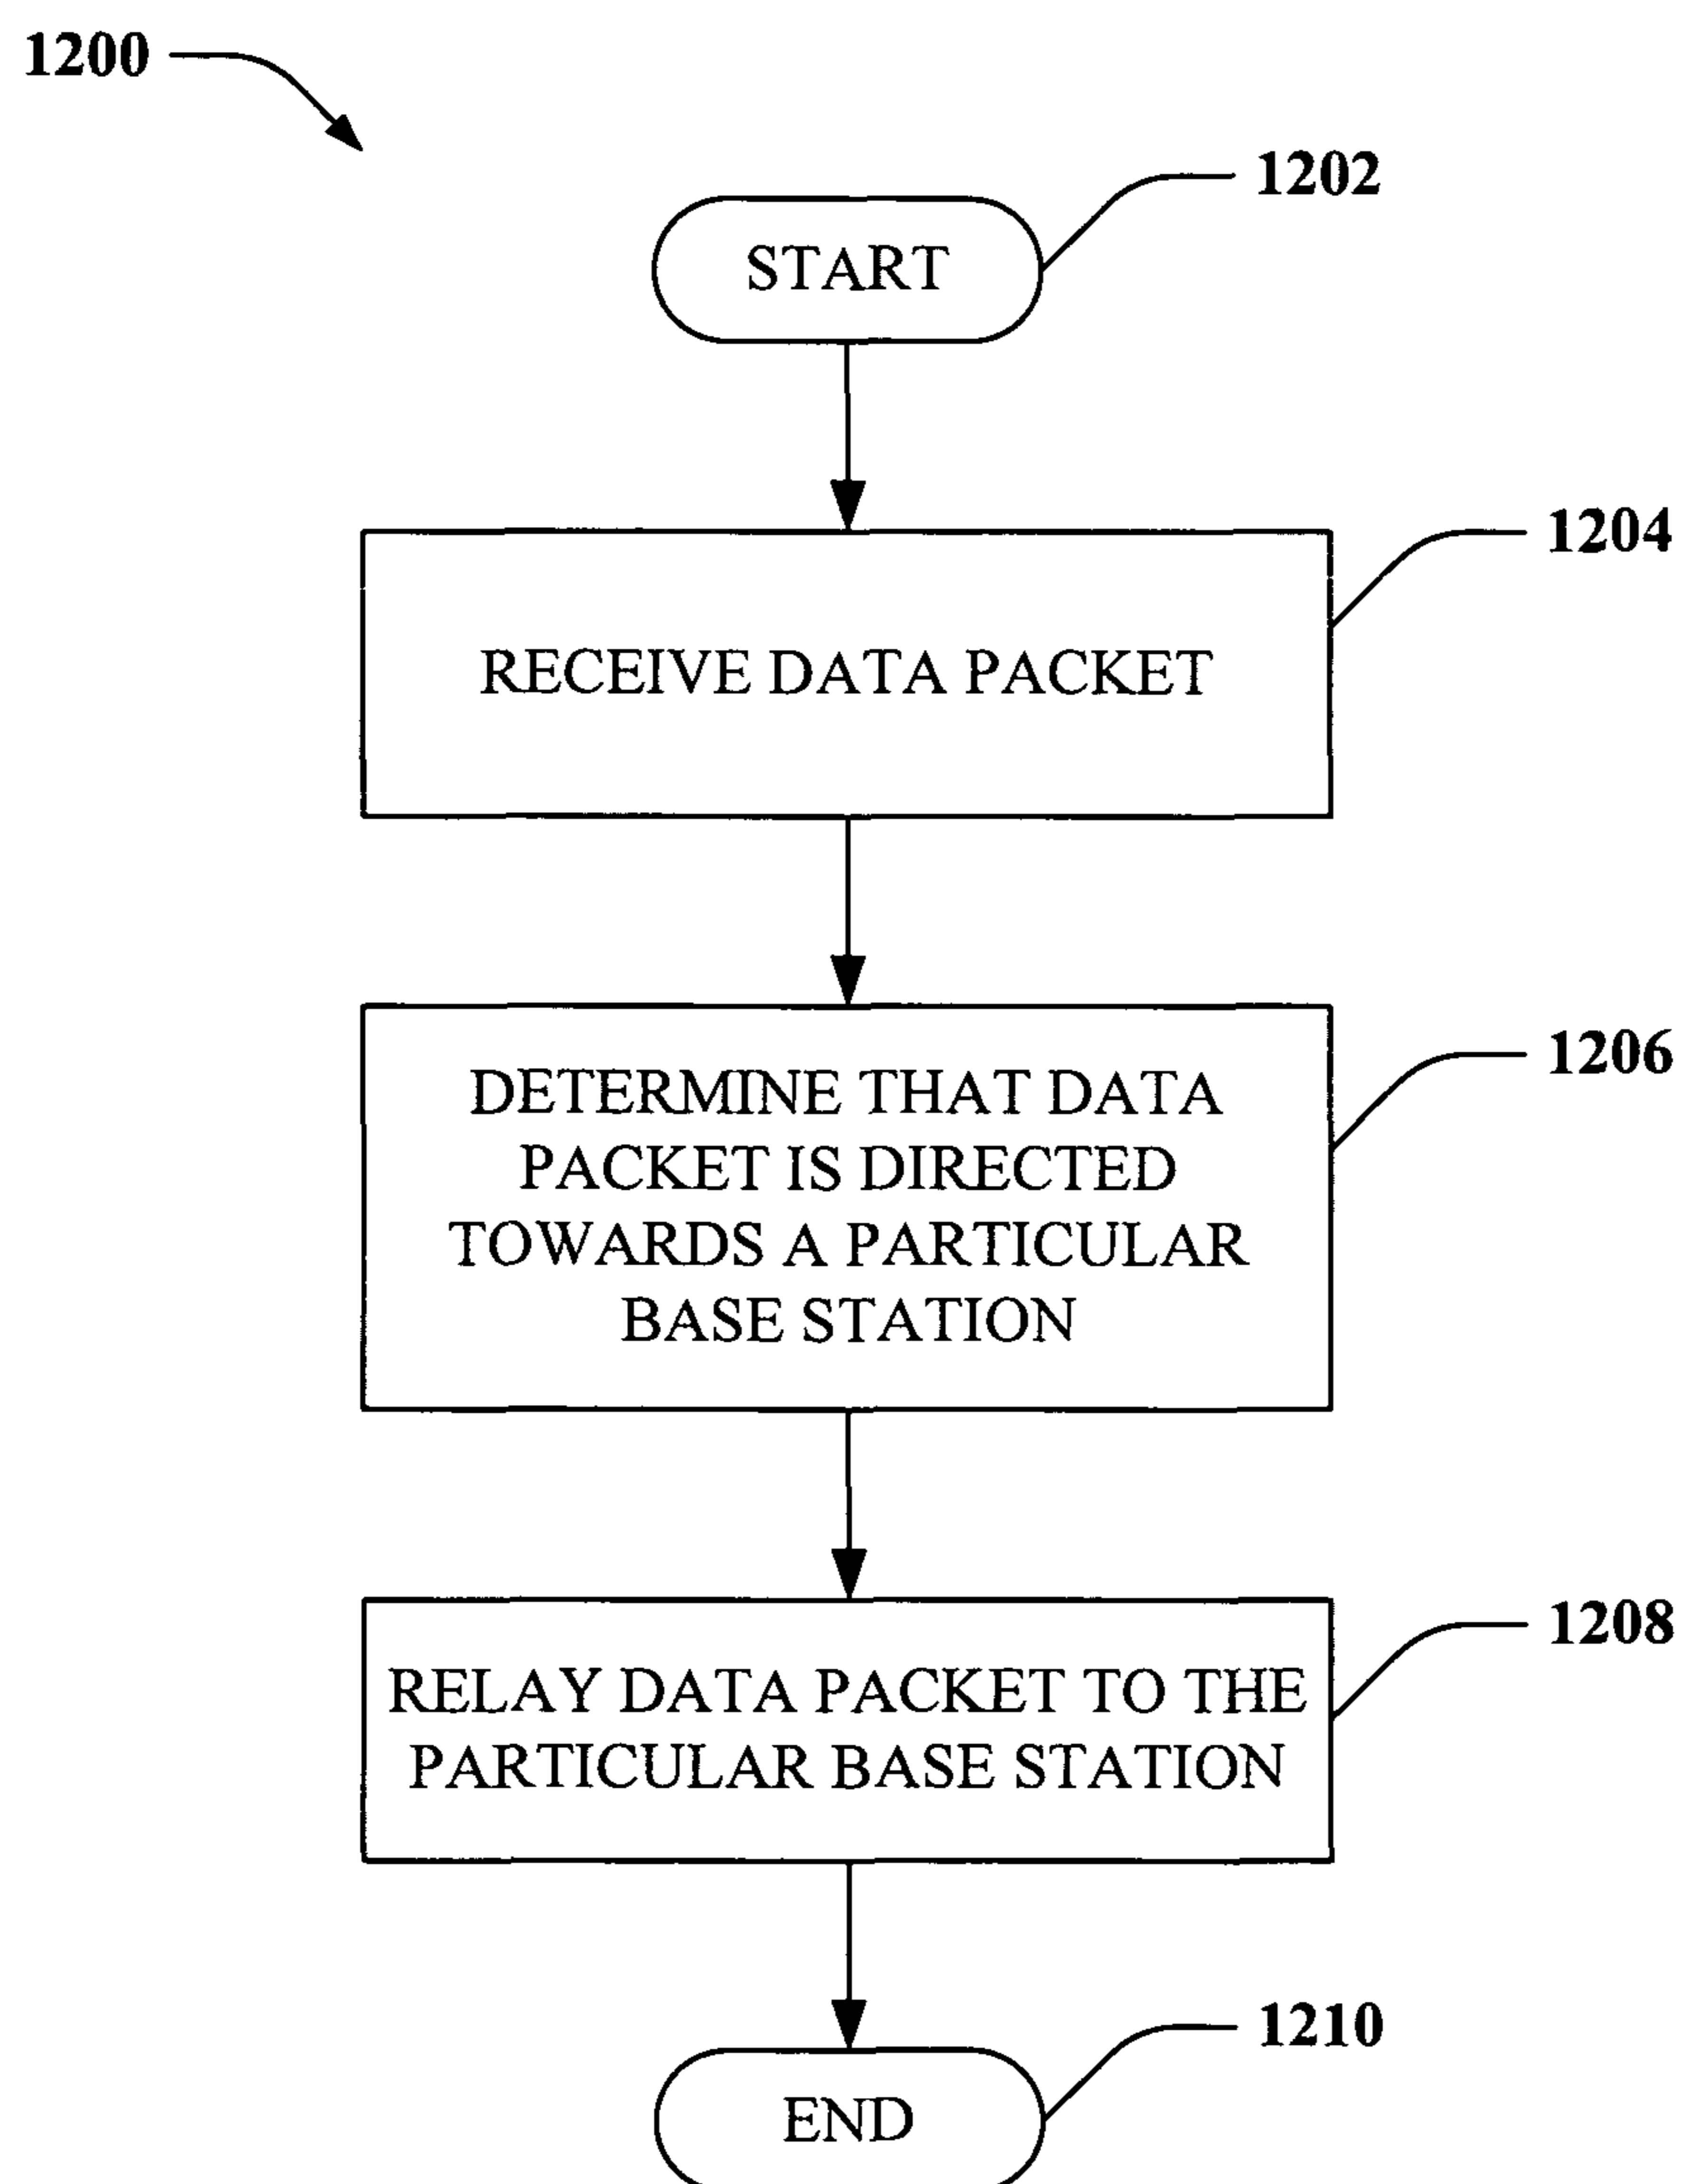 1200
1202
START
1204
RECEIVE DATA PACKET
1206
DETERMINE THAT DATA
PACKET IS DIRECTED
TOWARDS A PARTICULAR
BASE STATION
1208
RELAY DATA PACKET TO THE
PARTICULAR BASE STATION
1210
END